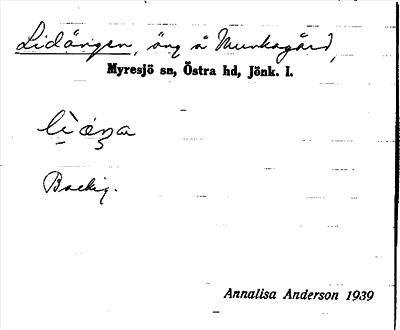 Lidängen, äng å Munkagård,
Myresjö sn, Östra hd, Jönk. l.
Backig.
Annalisa Anderson 1939